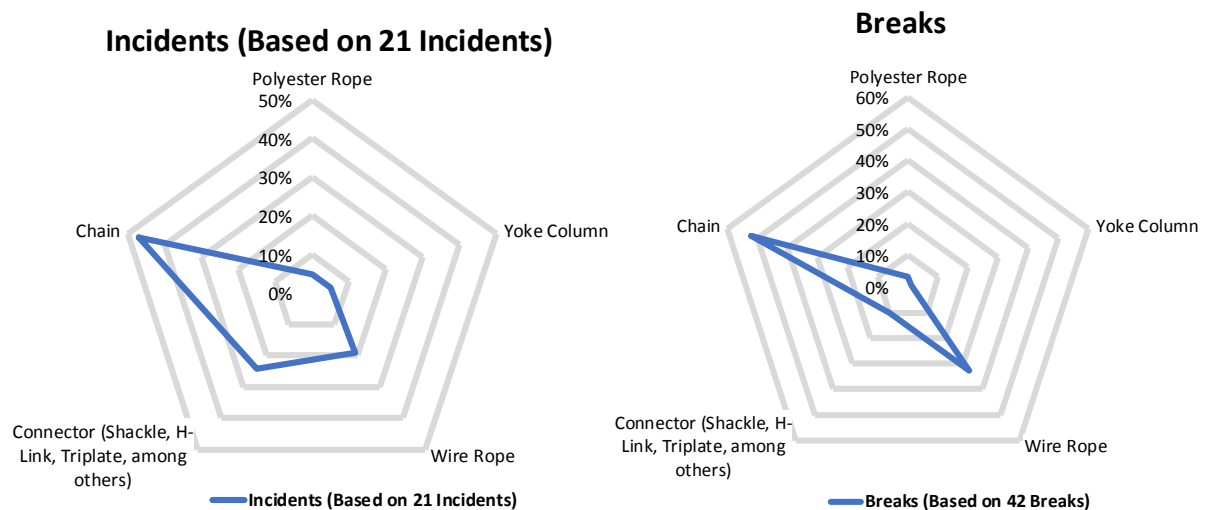 Incidents (Based on 21 Incidents)
Polyester Rope
50%
40%
30%
20%
10%
0%
Chain
Yoke Column
Connector (Shackle, H-
Link, Triplate, among
others)
Wire Rope
Incidents (Based on 21 Incidents)
Breaks
Polyester Rope
60%
50%
40%
30%
20%
10%
0%
Chain
Yoke Column
Connector (Shackle, H-
Link, Triplate, among
others)
Wire Rope
Breaks (Based on 42 Breaks)